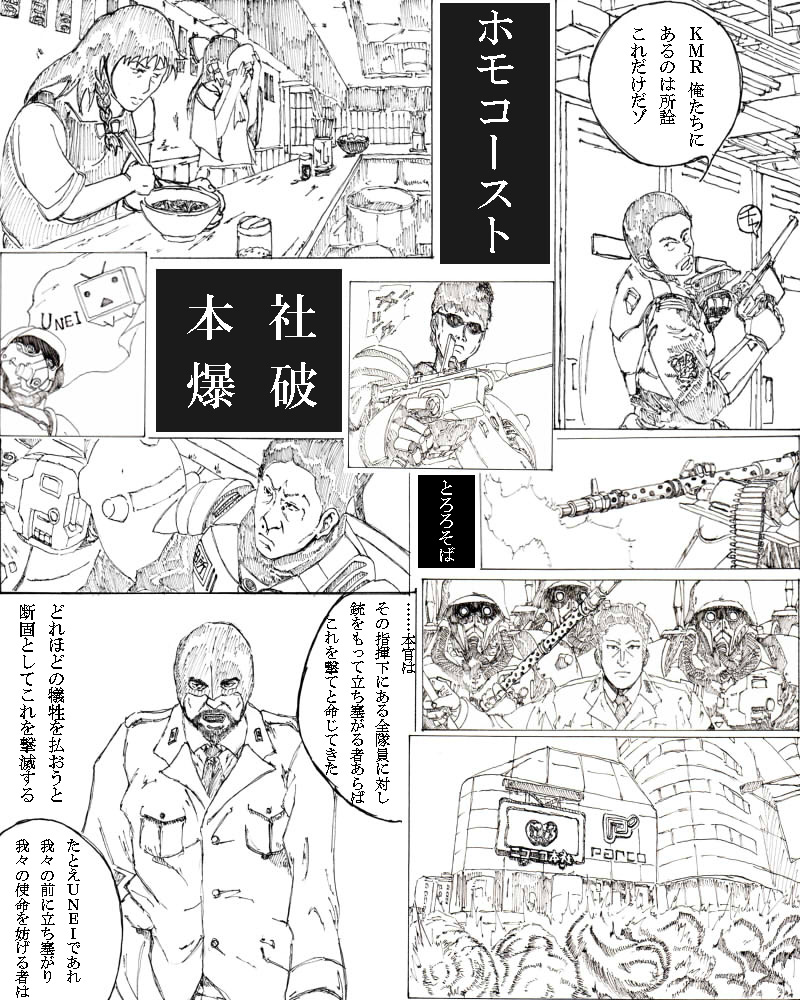 KMR 俺たちに
あるのは所詮
これだけだゾ
ホモコースト
UNEI
社
破
本
爆
とろろそば
……本官は
その指揮下にある全隊員に対し
銃をもって立ち塞がる者あらば
これを撃てと命じてきた
どれほどの犠牲を払おうと
断固としてこれを撃滅する
たとえUNEIであれ
我々の前に立ち塞がり
我々の使命を妨げる者は
ニコニコ本社
PARCO